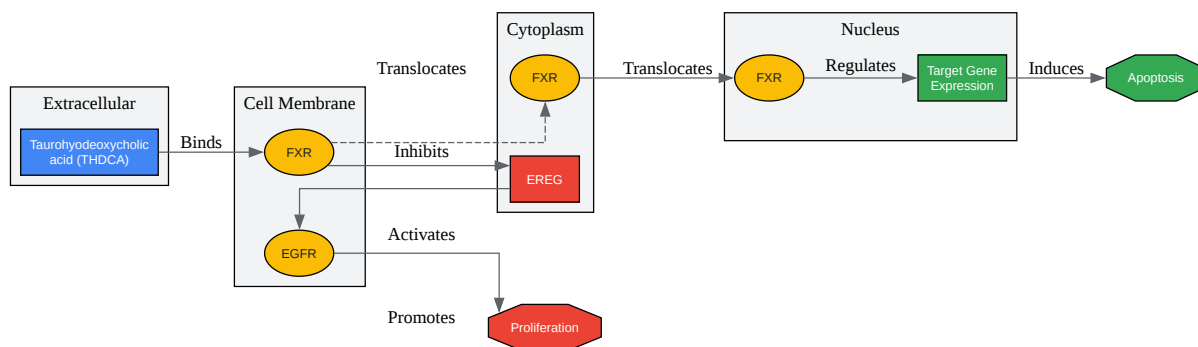 Extracellular
Taurohyodeoxycholic
acid (THDCA)
Binds
Cell Membrane
FXR
EGFR
Translocates
Inhibits
Activates
Promotes
Cytoplasm
FXR
EREG
Proliferation
Translocates
Nucleus
FXR
Regulates
Target Gene
Expression
Induces
Apoptosis